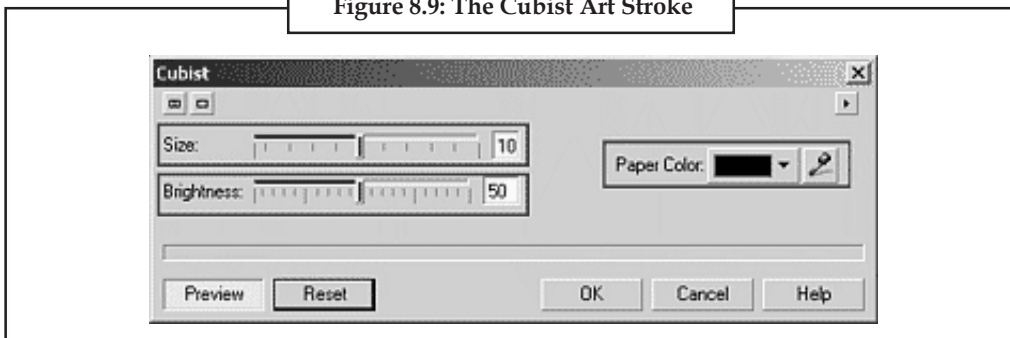 Figure 8.9: The Cubist Art Stroke
Cubist
Size: 10
Paper Color:
Brightness: 50
Preview Reset OK Cancel Help